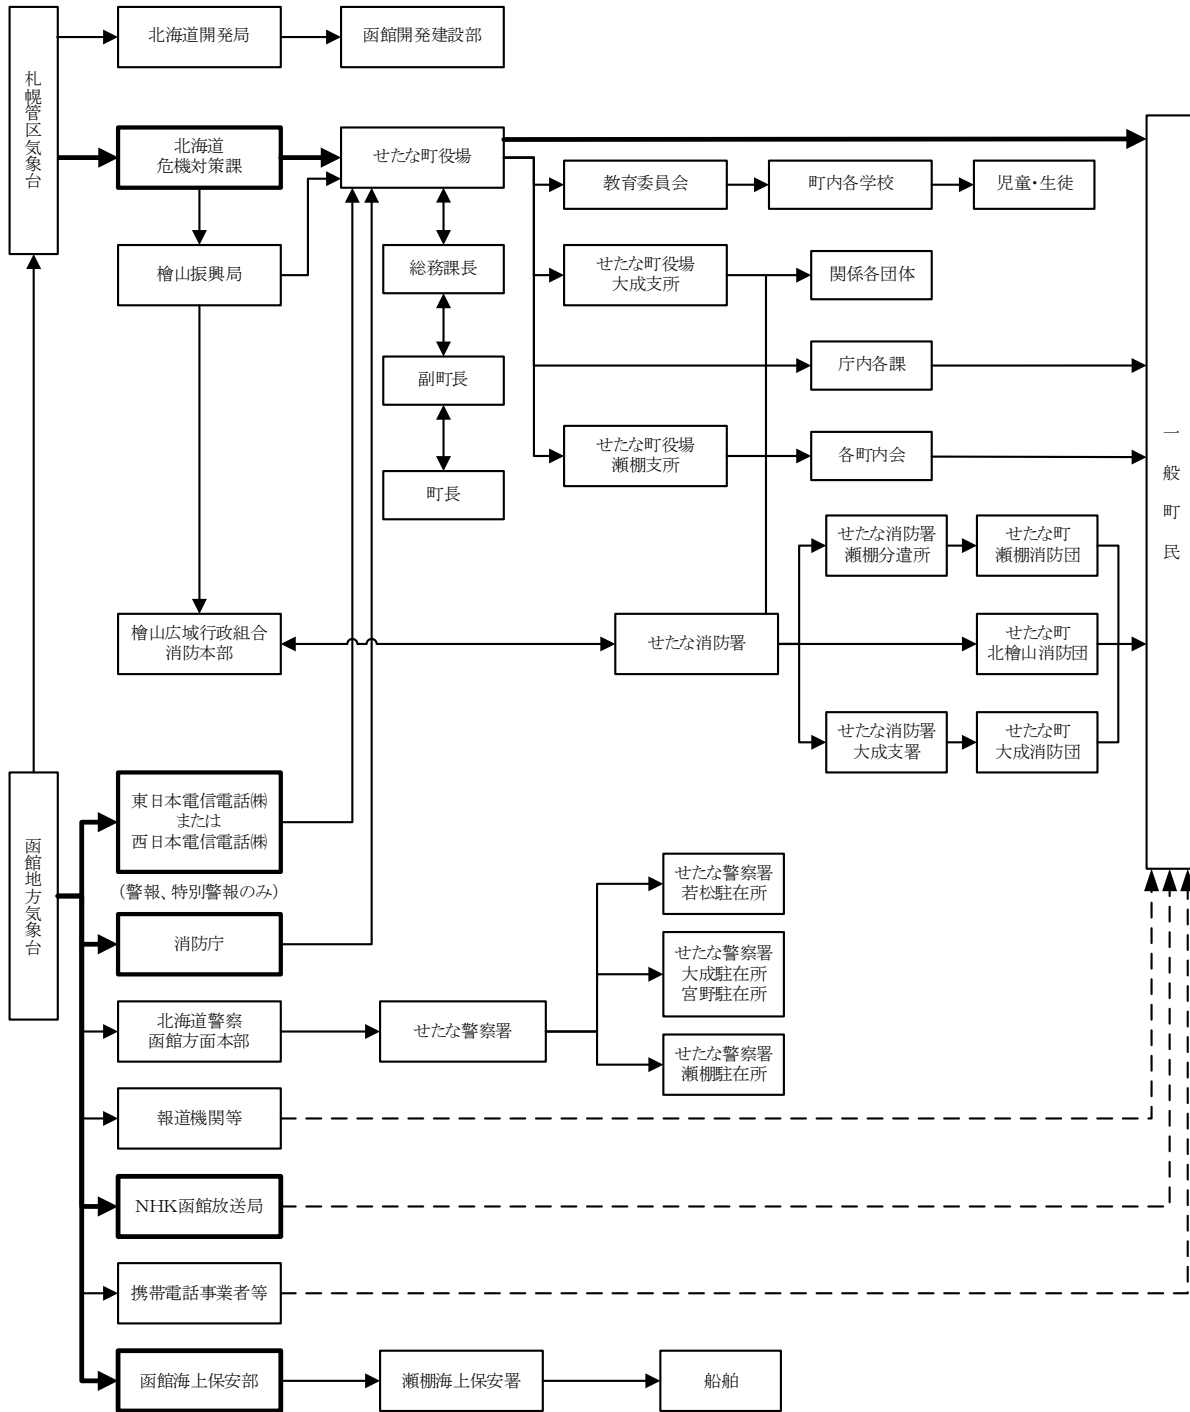 札幌管区気象台
北海道開発局
函館開発建設部
北海道
危機対策課
せたな町役場
教育委員会
町内各学校
児童・生徒
檜山振興局
総務課長
せたな町役場
大成支所
関係各団体
副町長
庁内各課
町長
せたな町役場
瀬棚支所
各町内会
一般町民
せたな消防署
瀬棚分遣所
せたな町
瀬棚消防団
檜山広域行政組合
消防本部
せたな消防署
せたな町
北檜山消防団
せたな消防署
大成支署
せたな町
大成消防団
函館地方気象台
東日本電信電話㈱
または
西日本電信電話㈱
（警報、特別警報のみ）
消防庁
せたな警察署
若松駐在所
せたな警察署
大成駐在所
宮野駐在所
北海道警察
函館方面本部
せたな警察署
せたな警察署
瀬棚駐在所
報道機関等
NHK函館放送局
携帯電話事業者等
函館海上保安部
瀬棚海上保安署
船舶